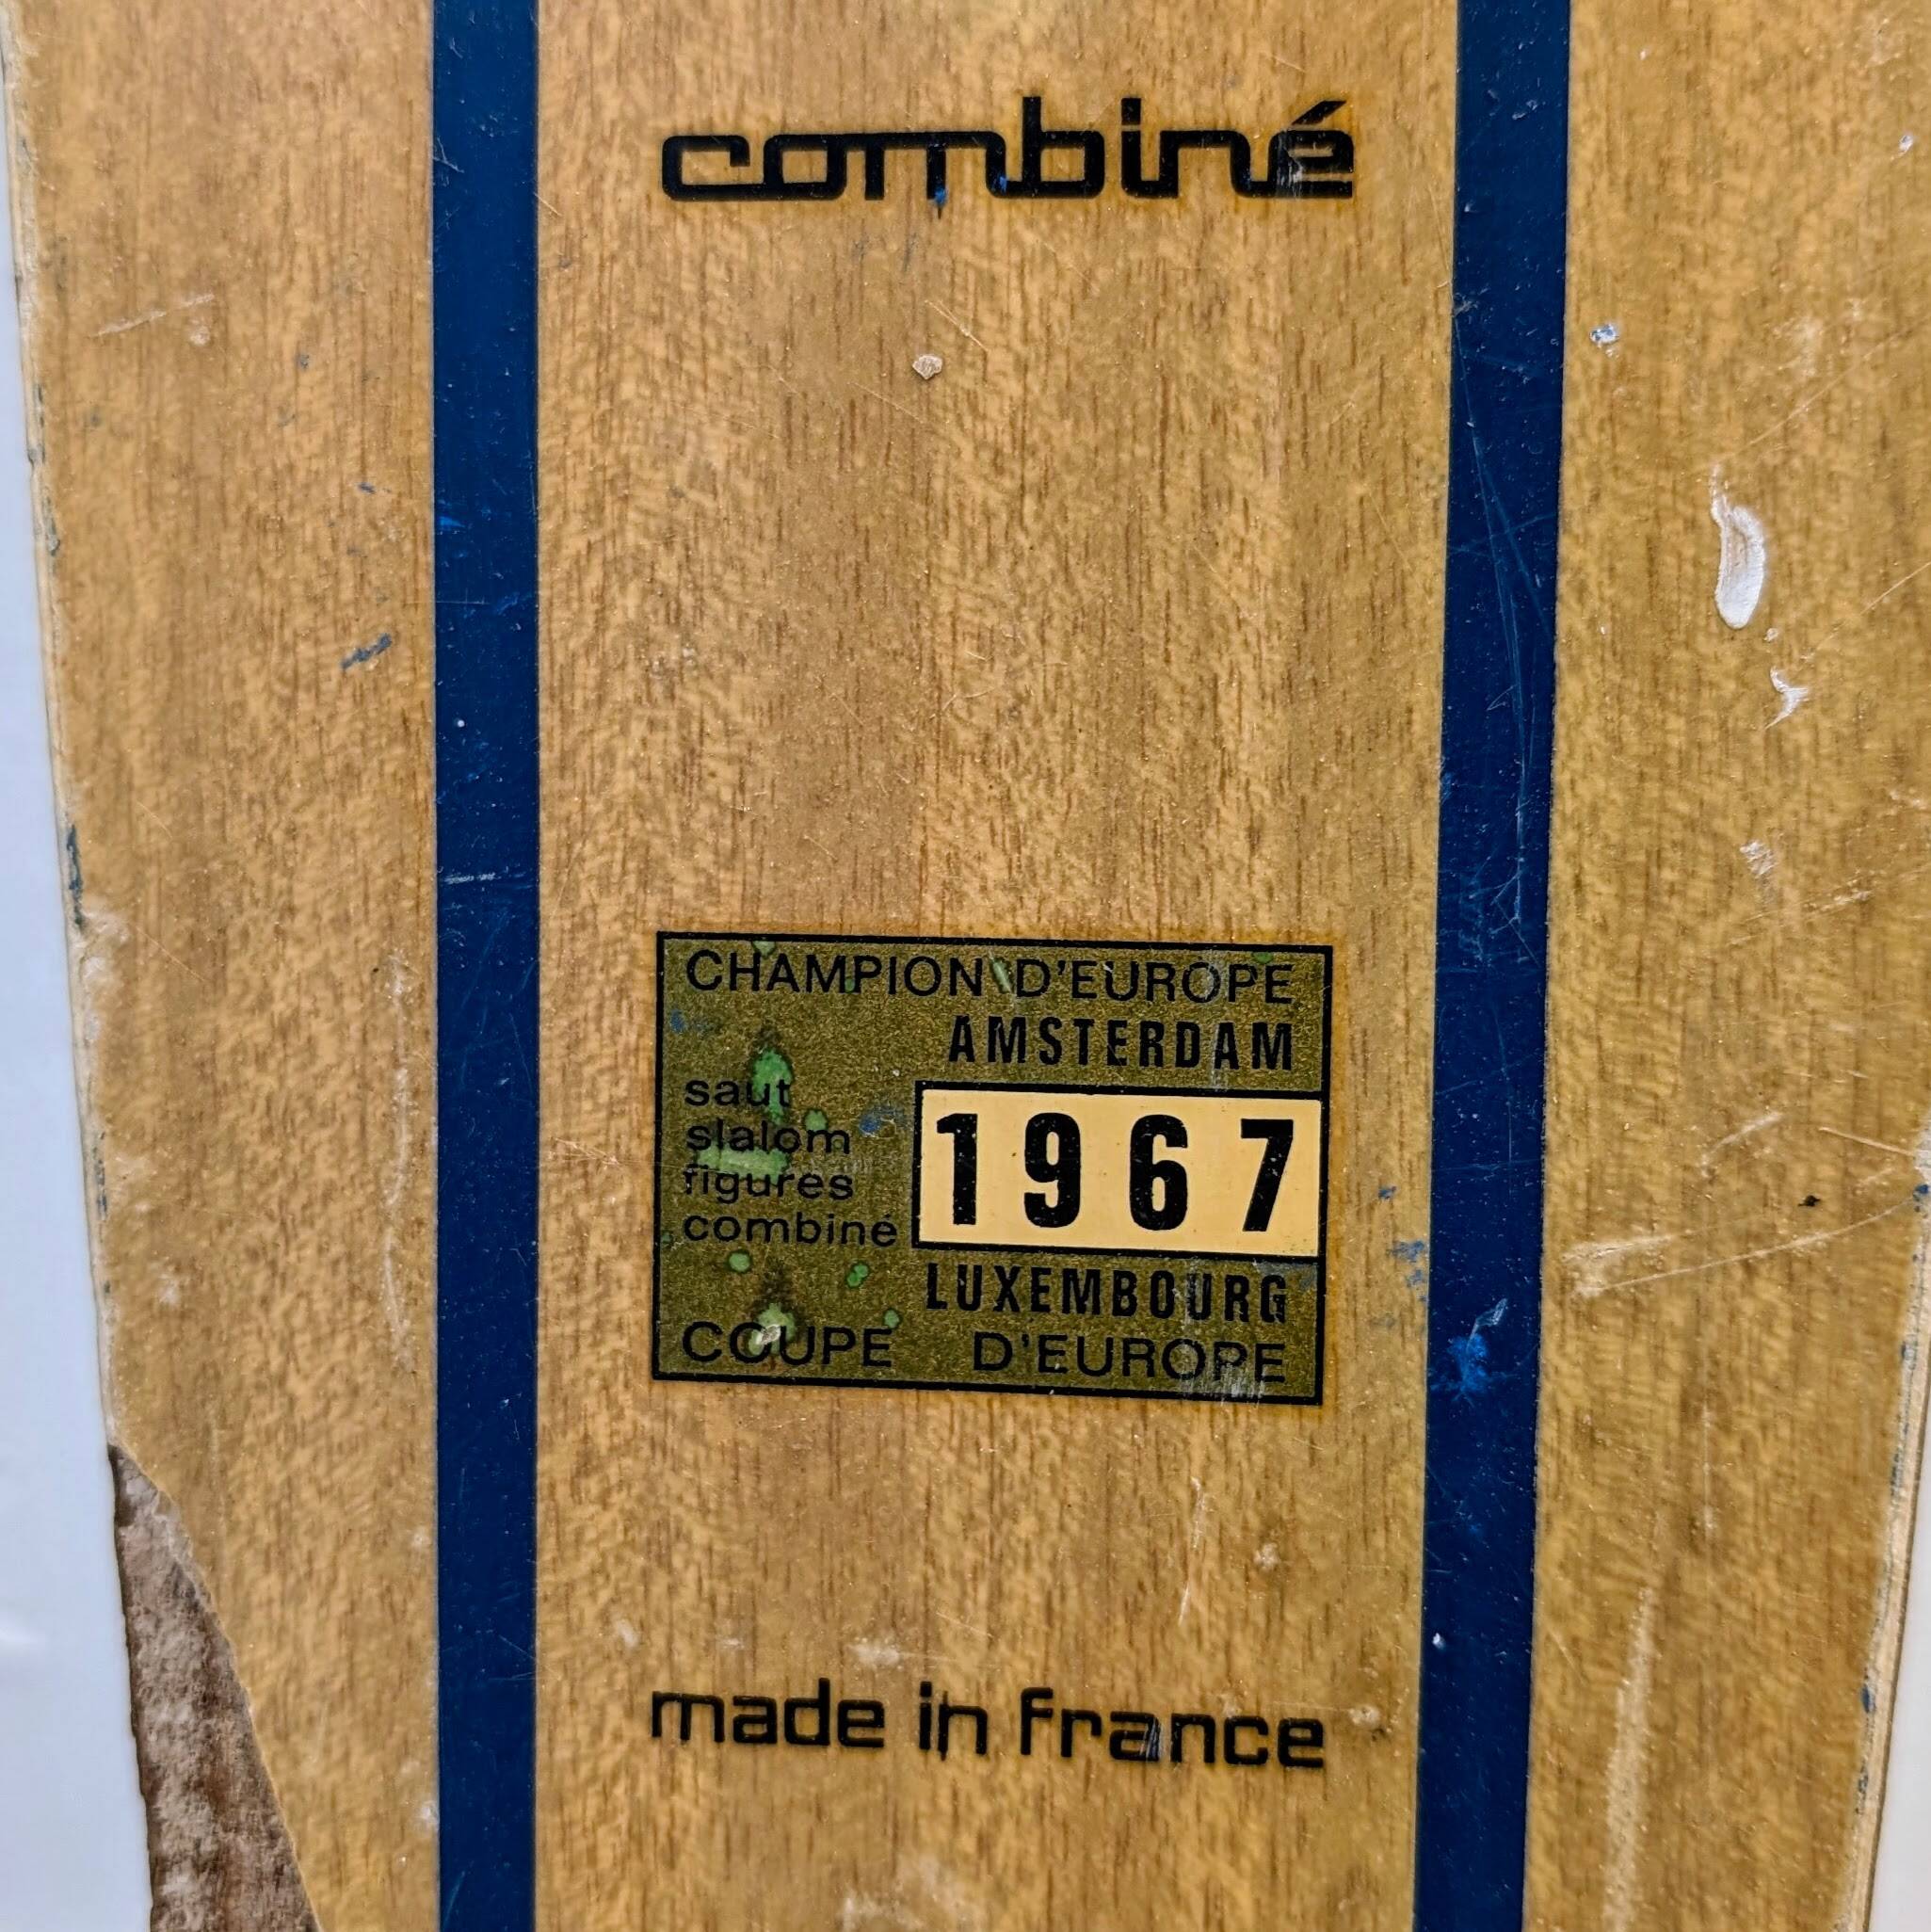 combiné
CHAMPION D'EUROPE
AMSTERDAM
saut
slalom
figures
combiné
1967
LUXEMBOURG
COUPE D'EUROPE
made in france